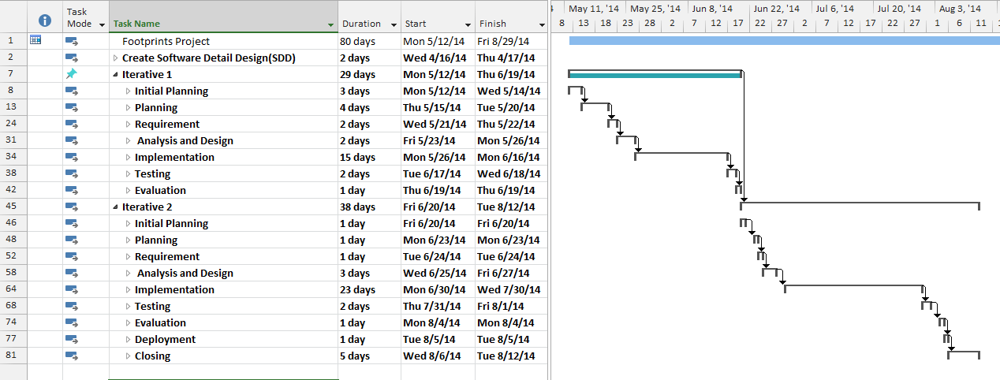 Task Mode Task Name Duration Start Finish
4 May 11, '14 May 25, '14 Jun 8, '14 Jun 22, '14 Jul 6, '14 Jul 20, '14 Aug 3, '14
8 13 18 23 28 2 7 12 17 22 27 2 7 12 17 22 27 1 6 11
1 Footprints Project 80 days Mon 5/12/14 Fri 8/29/14
2 Create Software Detail Design(SDD) 2 days Wed 4/16/14 Thu 4/17/14
7 Iterative 1 29 days Mon 5/12/14 Thu 6/19/14
8 Initial Planning 3 days Mon 5/12/14 Wed 5/14/14
13 Planning 4 days Thu 5/15/14 Tue 5/20/14
24 Requirement 2 days Wed 5/21/14 Thu 5/22/14
31 Analysis and Design 2 days Fri 5/23/14 Mon 5/26/14
34 Implementation 15 days Mon 5/26/14 Mon 6/16/14
38 Testing 2 days Tue 6/17/14 Wed 6/18/14
42 Evaluation 1 day Thu 6/19/14 Thu 6/19/14
45 Iterative 2 38 days Fri 6/20/14 Tue 8/12/14
46 Initial Planning 1 day Fri 6/20/14 Fri 6/20/14
48 Planning 1 day Mon 6/23/14 Mon 6/23/14
52 Requirement 1 day Tue 6/24/14 Tue 6/24/14
58 Analysis and Design 3 days Wed 6/25/14 Fri 6/27/14
64 Implementation 23 days Mon 6/30/14 Wed 7/30/14
68 Testing 2 days Thu 7/31/14 Fri 8/1/14
74 Evaluation 1 day Mon 8/4/14 Mon 8/4/14
77 Deployment 1 day Tue 8/5/14 Tue 8/5/14
81 Closing 5 days Wed 8/6/14 Tue 8/12/14